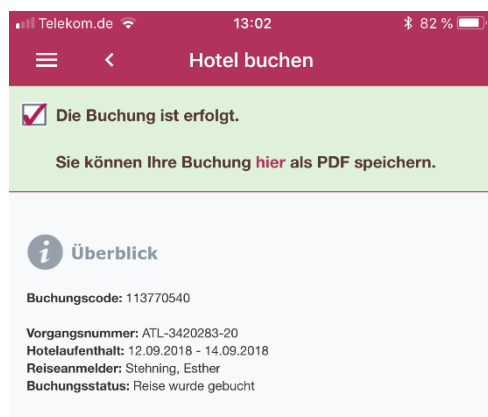 Telekom.de 13:02 82 %
Hotel buchen
Die Buchung ist erfolgt.
Sie können Ihre Buchung hier als PDF speichern.
i Überblick
Buchungscode: 113770540
Vorgangsnummer: ATL-3420283-20
Hotelaufenthalt: 12.09.2018 - 14.09.2018
Reiseanmelder: Stehning, Esther
Buchungsstatus: Reise wurde gebucht